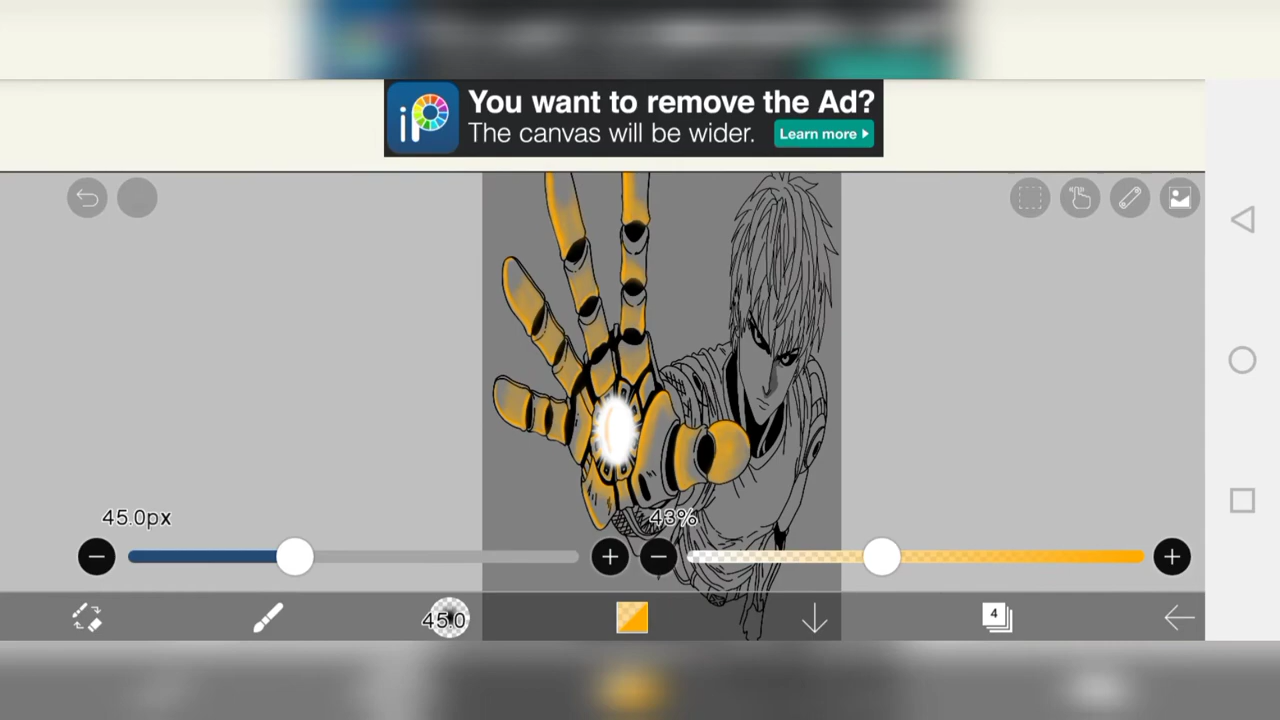 iP
You want to remove the Ad?
The canvas will be wider.
Learn more
45.0px
43%
45.0
4